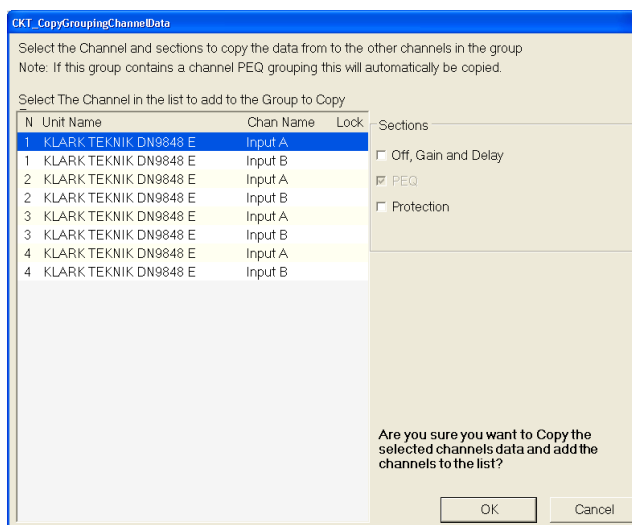 CKT_CopyGroupingChannelData
Select the Channel and sections to copy the data from to the other channels in the group
Note: If this group contains a channel PEQ grouping this will automatically be copied.
Select The Channel in the list to add to the Group to Copy
N Unit Name Chan Name Lock
1 KLARK TEKNIK DN9848 E Input A
1 KLARK TEKNIK DN9848 E Input B
2 KLARK TEKNIK DN9848 E Input A
2 KLARK TEKNIK DN9848 E Input B
3 KLARK TEKNIK DN9848 E Input A
3 KLARK TEKNIK DN9848 E Input B
4 KLARK TEKNIK DN9848 E Input A
4 KLARK TEKNIK DN9848 E Input B
Sections
Off, Gain and Delay
PEQ
Protection
Are you sure you want to Copy the
selected channels data and add the
channels to the list?
OK Cancel